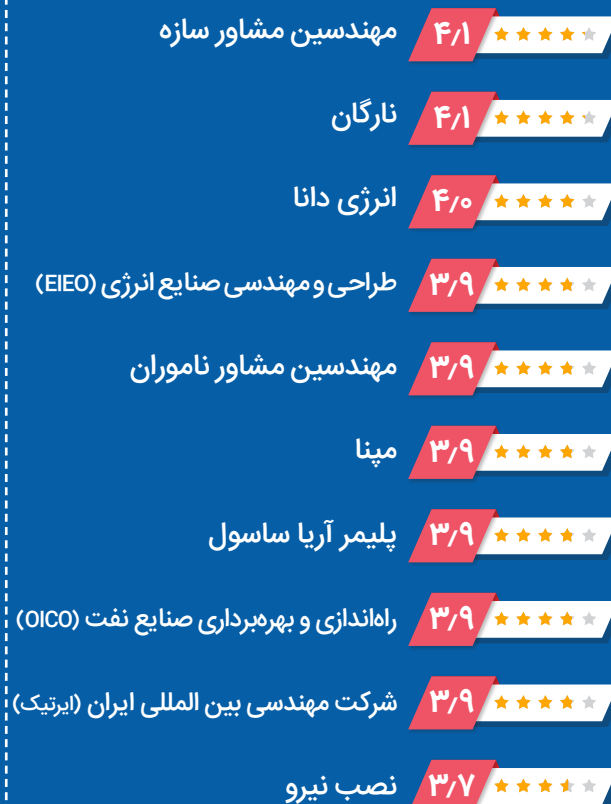 ۴٫۱ مهندسین مشاور سازه
۴٫۱ نارگان
۴٫۰ انرژی دانا
۳٫۹ طراحی و مهندسی صنایع انرژی (EIEO)
۳٫۹ مهندسین مشاور ناموران
۳٫۹ مپنا
۳٫۹ پلیمر آریا ساسول
۳٫۹ راه‌اندازی و بهره‌برداری صنایع نفت (OICO)
۳٫۹ شرکت مهندسی بین المللی ایران (ایرتیک)
۳٫۷ نصب نیرو